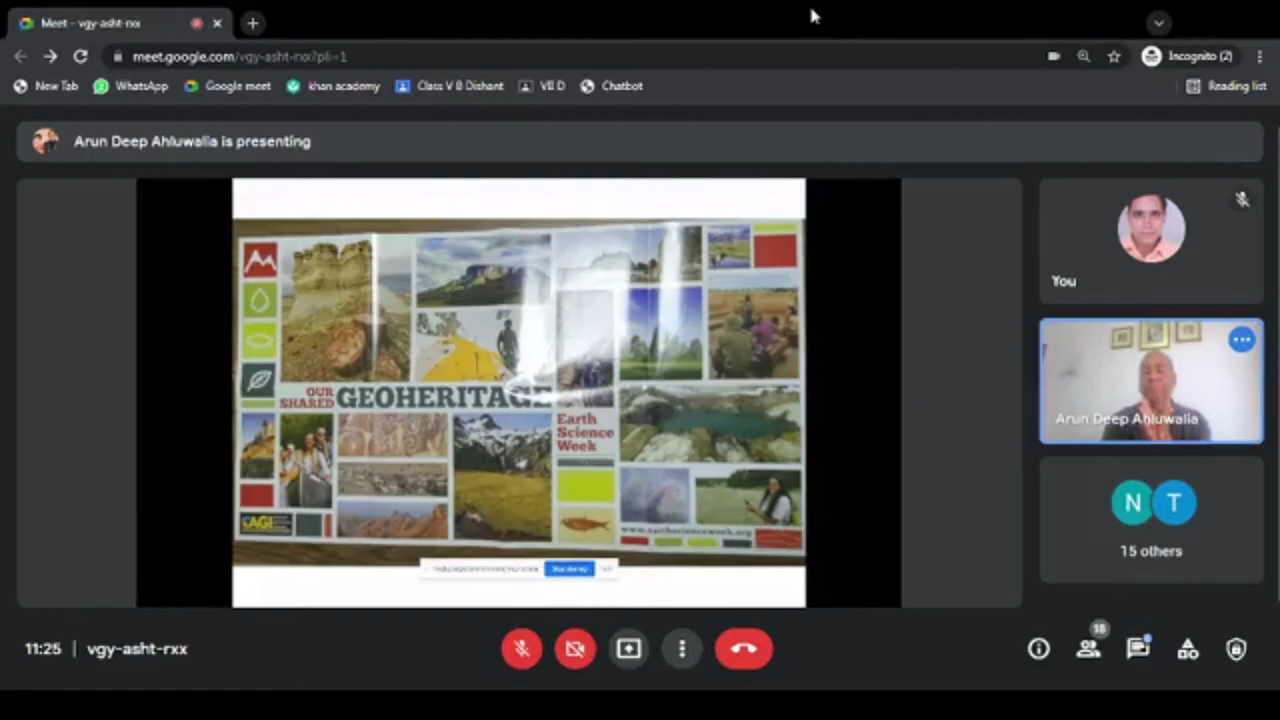 Meet - vgy-asht-rxx
meet.google.com/vgy-asht-rxx?pli=1
Incognito (2)
New Tab
WhatsApp
Google meet
khan academy
Class V B Dishant
VII D
Chatbot
Reading list
Arun Deep Ahluwalia is presenting
You
OUR SHARED GEOHERITAGE
Earth
Science
Week
AGI
www.earthscienceweek.org
Arun Deep Ahluwalia
N T
15 others
11:25 | vgy-asht-rxx
18